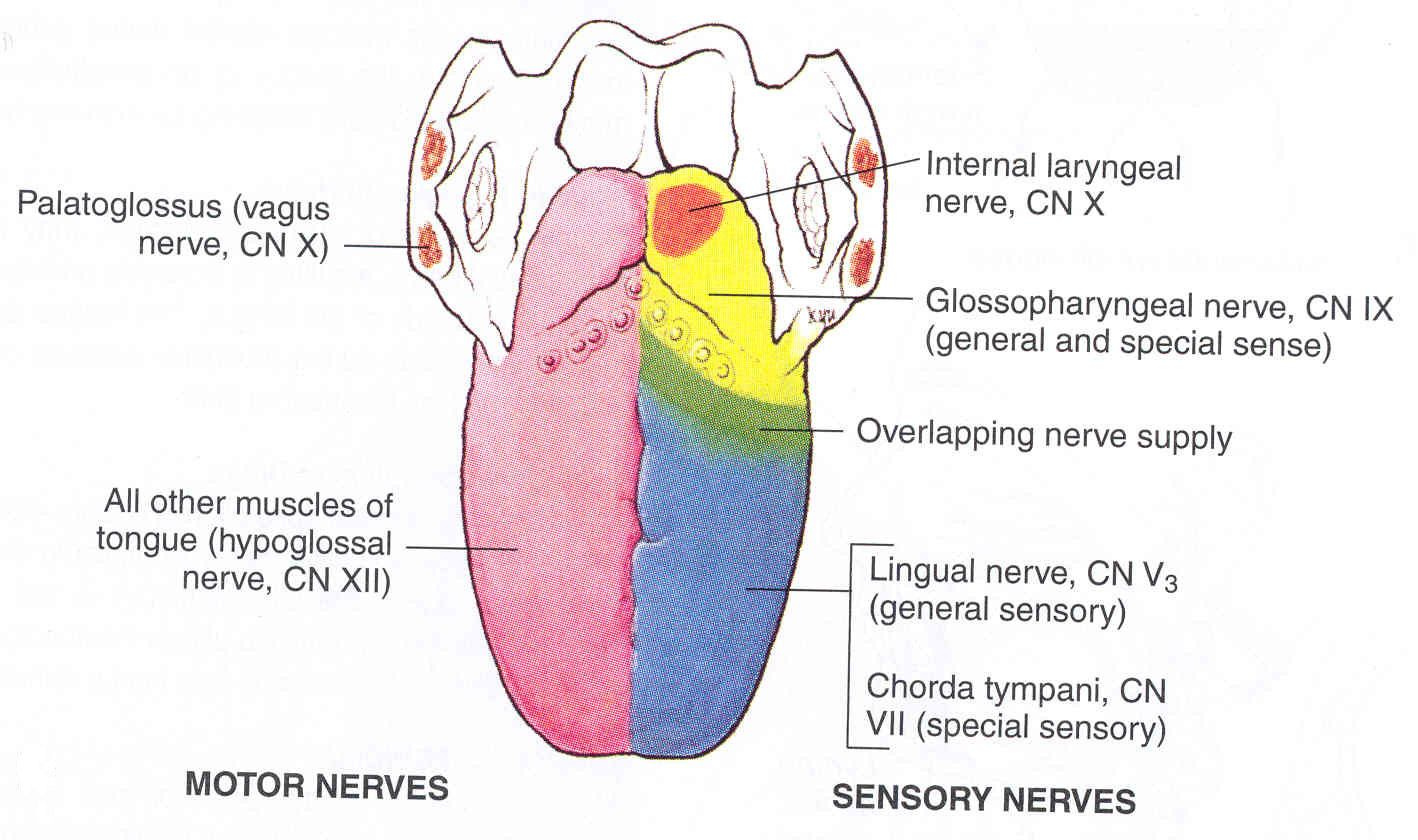 Palatoglossus (vagus
nerve, CN X)
All other muscles of
tongue (hypoglossal
nerve, CN XII)
MOTOR NERVES
Internal laryngeal
nerve, CN X
Glossopharyngeal nerve, CN IX
(general and special sense)
Overlapping nerve supply
Lingual nerve, CN V₃
(general sensory)
Chorda tympani, CN
VII (special sensory)
SENSORY NERVES